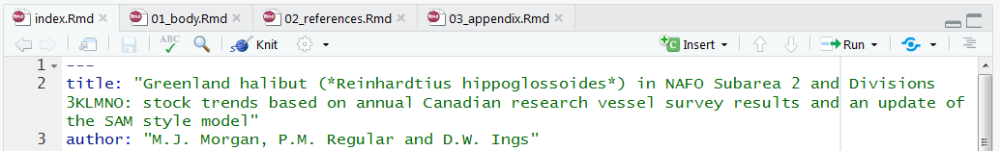 index.Rmd 01_body.Rmd 02_references.Rmd 03_appendix.Rmd
ABC Knit Insert Run
1 ---
2 title: "Greenland halibut (*Reinhardtius hippoglossoides*) in NAFO Subarea 2 and Divisions
3KLMNO: stock trends based on annual Canadian research vessel survey results and an update of
the SAM style model"
3 author: "M.J. Morgan, P.M. Regular and D.W. Ings"